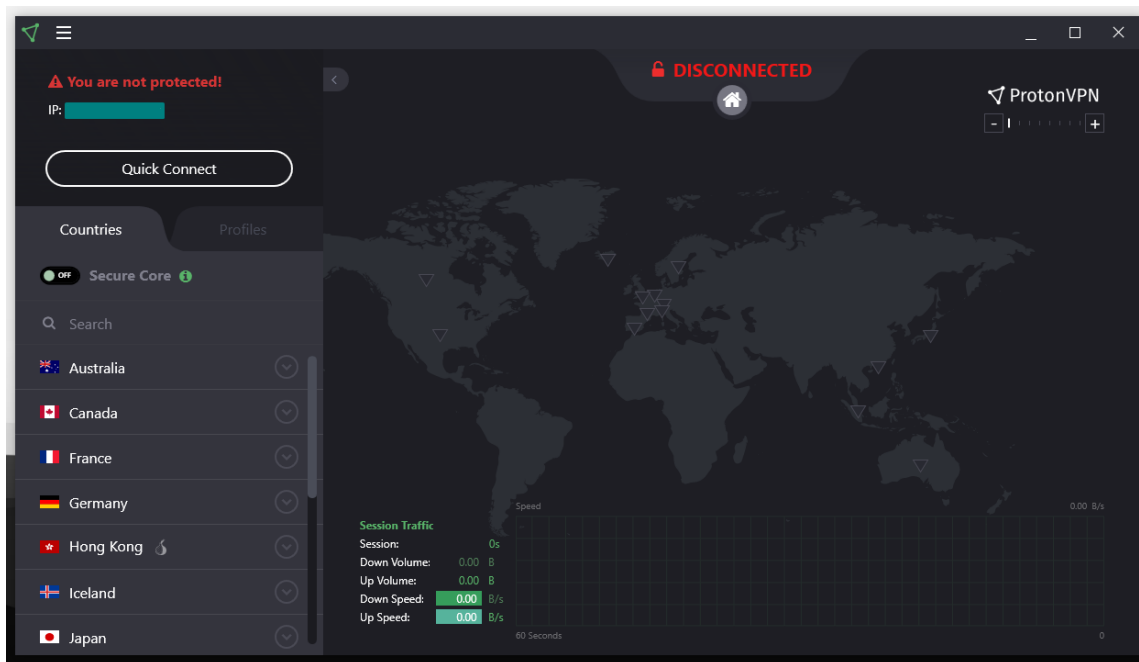 You are not protected!
IP:
Quick Connect
Countries
Profiles
OFF Secure Core
Search
Australia
Canada
France
Germany
Hong Kong
Iceland
Japan
DISCONNECTED
ProtonVPN
- +
Session Traffic
Session: 0s
Down Volume: 0.00 B
Up Volume: 0.00 B
Down Speed: 0.00 B/s
Up Speed: 0.00 B/s
Speed 0.00 B/s
60 Seconds 0